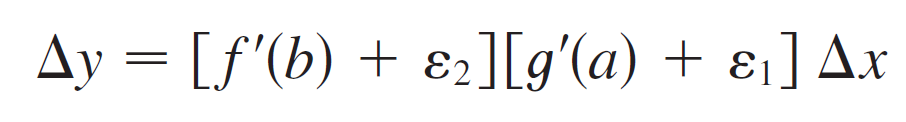 Δy = [f′(b) + ε₂][g′(a) + ε₁] Δx